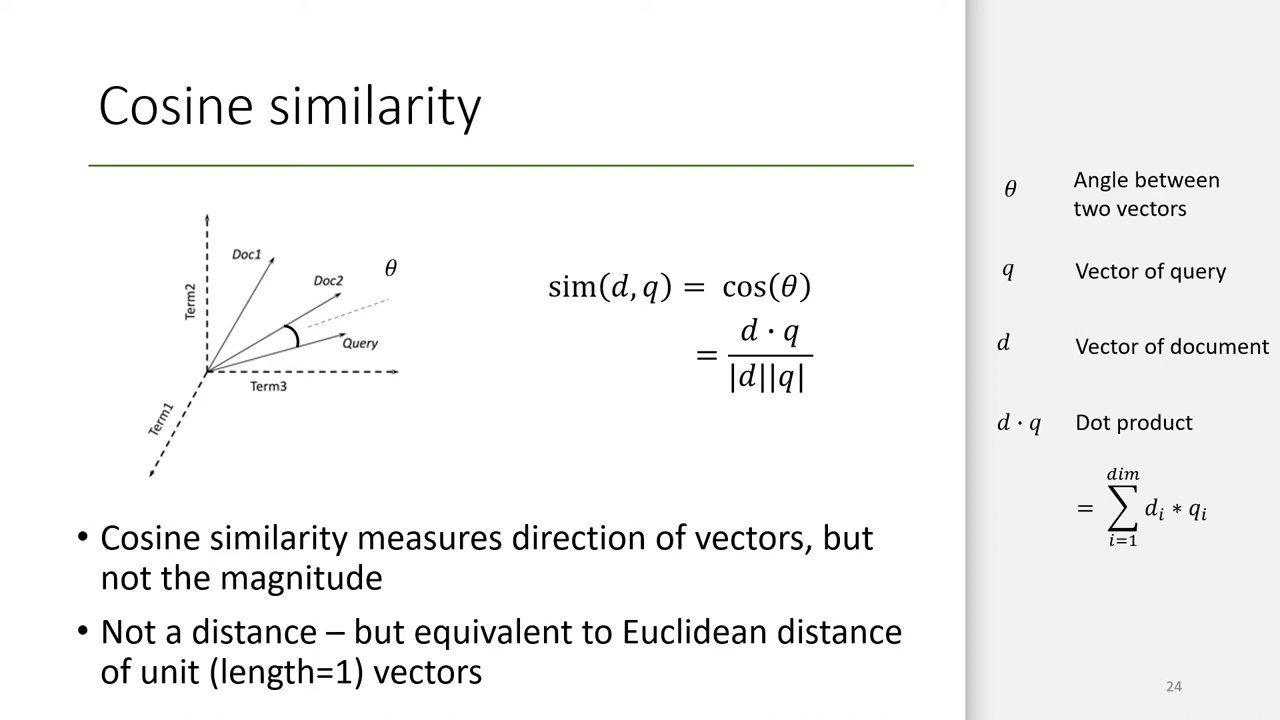 Cosine similarity
Doc1
Doc2
θ
Term2
Query
Term3
Term1
sim(d, q) = cos(θ)
= d · q
|d||q|
• Cosine similarity measures direction of vectors, but
not the magnitude
• Not a distance – but equivalent to Euclidean distance
of unit (length=1) vectors
θ Angle between
two vectors
q Vector of query
d Vector of document
d · q Dot product
dim
= ∑ dᵢ * qᵢ
i=1
24